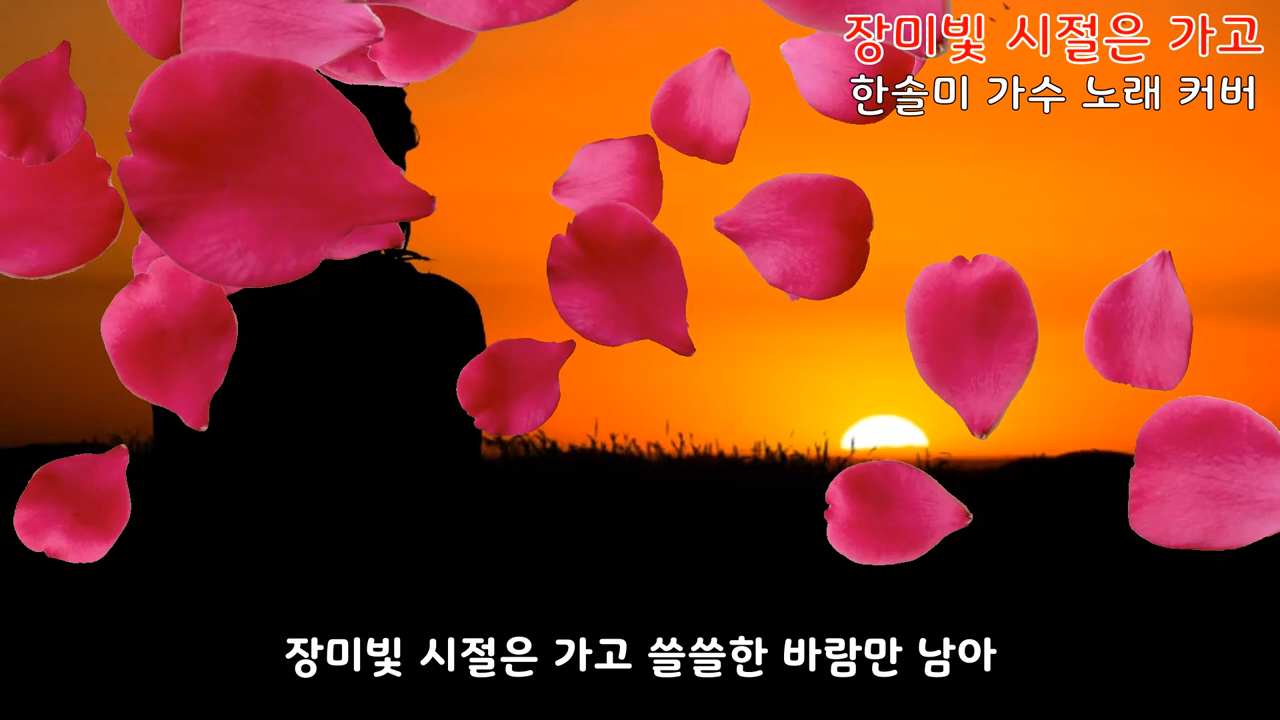 장미빛 시절은 가고
한솔미 가수 노래 커버
장미빛 시절은 가고 쓸쓸한 바람만 남아